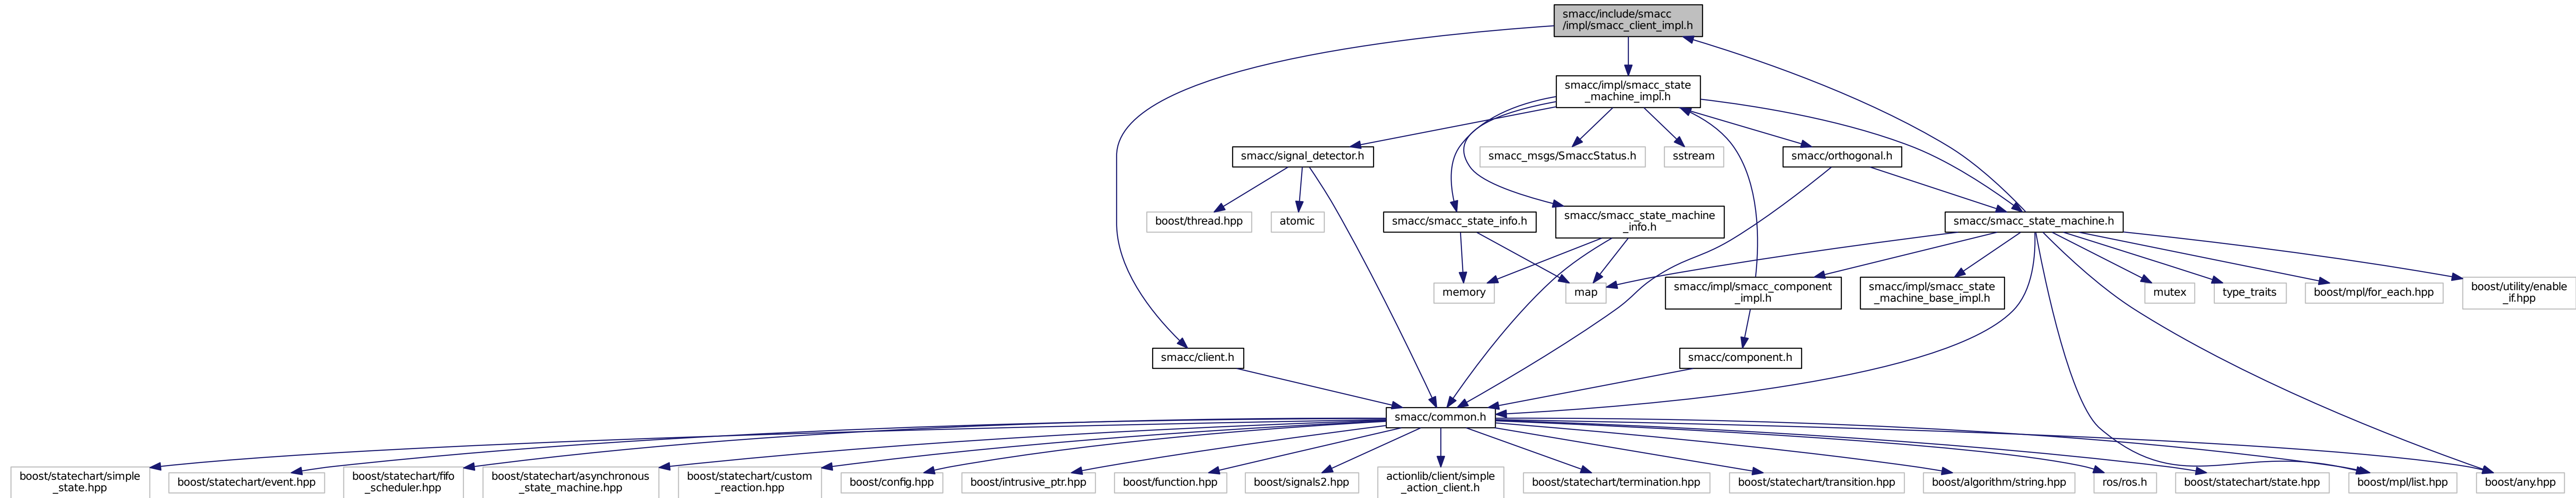 smacc/include/smacc
/impl/smacc_client_impl.h
smacc/impl/smacc_state
_machine_impl.h
smacc/signal_detector.h
smacc_msgs/SmaccStatus.h
sstream
smacc/orthogonal.h
boost/thread.hpp
atomic
smacc/smacc_state_info.h
smacc/smacc_state_machine
_info.h
smacc/smacc_state_machine.h
memory
map
smacc/impl/smacc_component
_impl.h
smacc/impl/smacc_state
_machine_base_impl.h
mutex
type_traits
boost/mpl/for_each.hpp
boost/utility/enable
_if.hpp
smacc/client.h
smacc/component.h
smacc/common.h
boost/statechart/simple
_state.hpp
boost/statechart/event.hpp
boost/statechart/fifo
_scheduler.hpp
boost/statechart/asynchronous
_state_machine.hpp
boost/statechart/custom
_reaction.hpp
boost/config.hpp
boost/intrusive_ptr.hpp
boost/function.hpp
boost/signals2.hpp
actionlib/client/simple
_action_client.h
boost/statechart/termination.hpp
boost/statechart/transition.hpp
boost/algorithm/string.hpp
ros/ros.h
boost/statechart/state.hpp
boost/mpl/list.hpp
boost/any.hpp